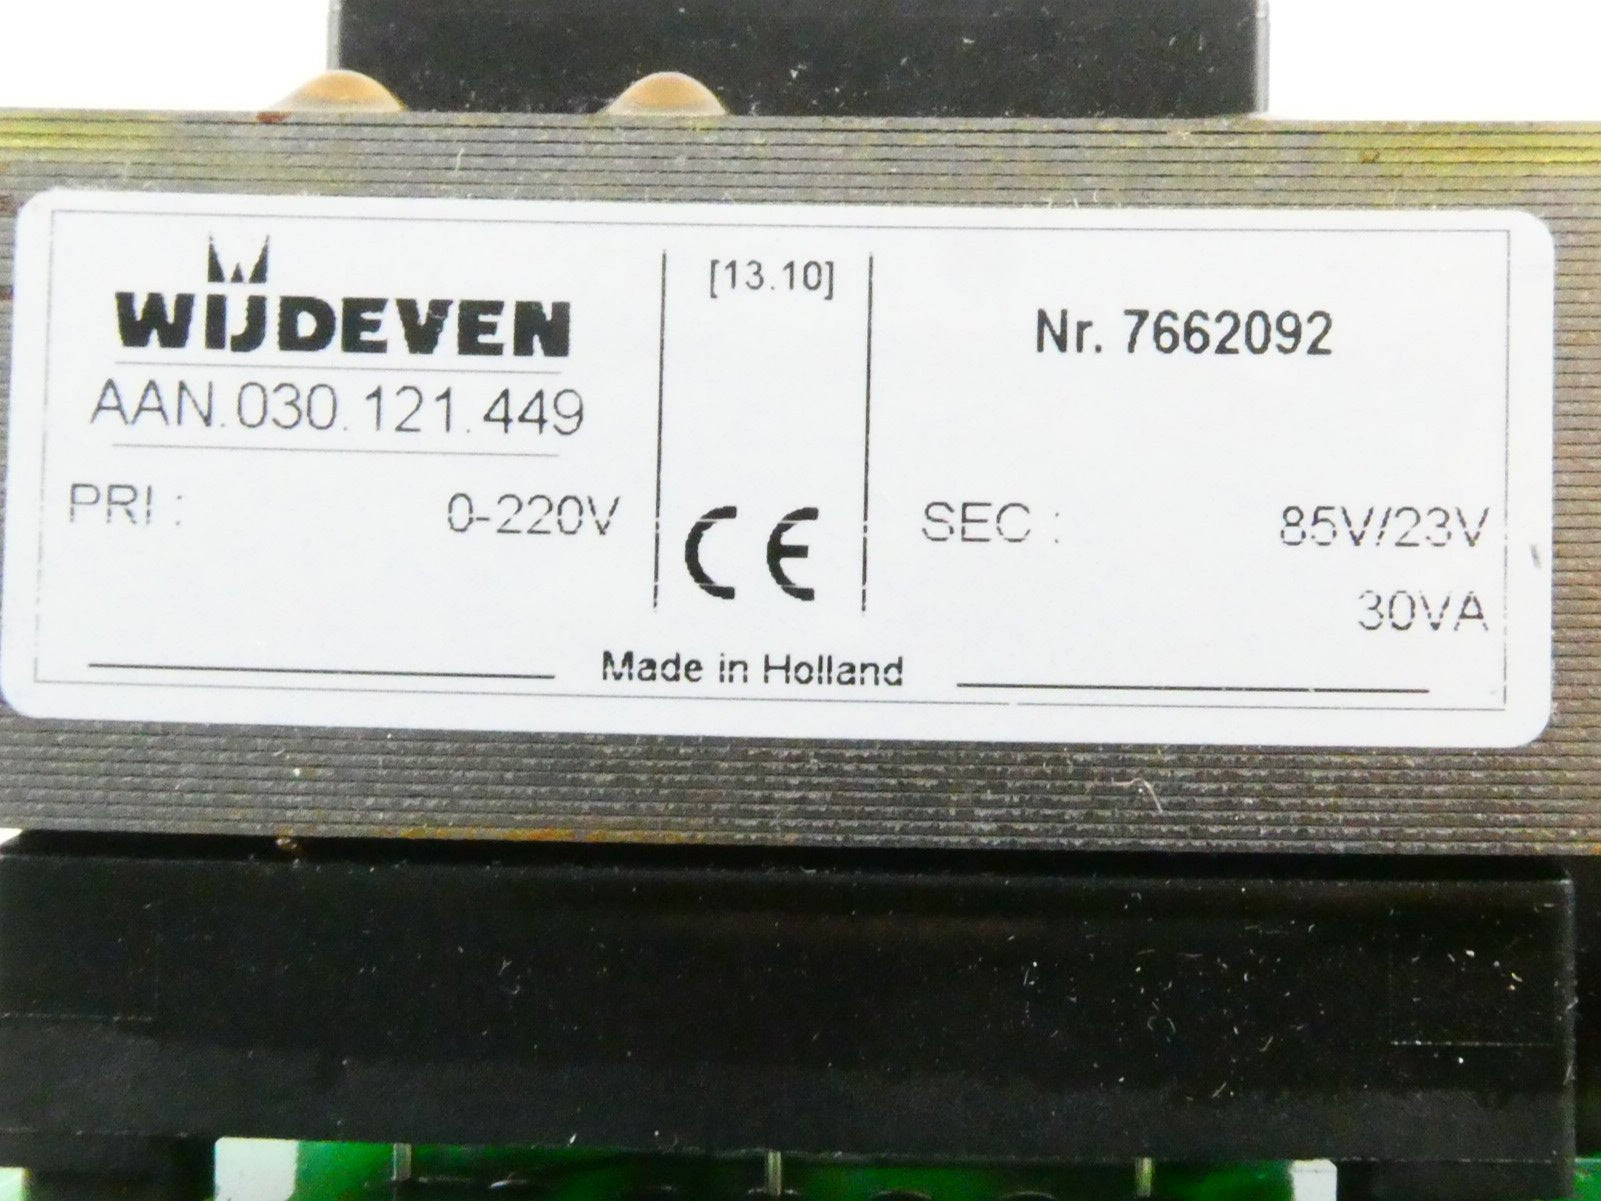 WIJDEVEN
AAN.030.121.449
PRI : 0-220V
[13.10]
CE
Nr. 7662092
SEC : 85V/23V
30VA
Made in Holland